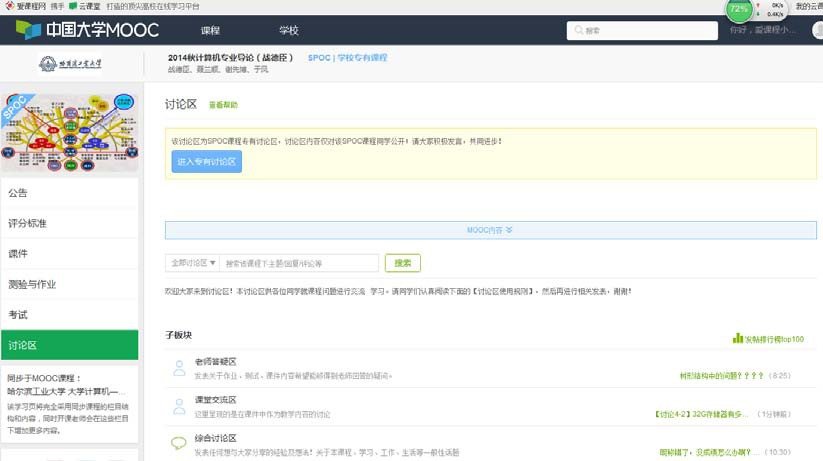 爱课程网 携手 云课堂 打造的顶尖高校在线学习平台
72%
0K/s
0.4K/s
我的云课
中国大学MOOC 课程 学校 搜索 你好，爱课程小...
哈尔滨工业大学
2014秋计算机专业导论（战德臣） SPOC | 学校专有课程
战德臣、聂兰顺、谢先博、于凤
SPOC
讨论区 查看帮助
该讨论区为SPOC课程专有讨论区，讨论区内容仅对该SPOC课程同学公开！请大家积极发言，共同进步！
进入专有讨论区
公告
评分标准
课件
测验与作业
考试
讨论区
MOOC内容
全部讨论区 搜索该课程下主题/回复/评论等 搜索
欢迎大家来到讨论区！本讨论区供各位同学就课程问题进行交流 学习。请同学们认真阅读下面的【讨论区使用规则】，然后再进行相关发表，谢谢！
子板块 发帖排行榜top100
老师答疑区
发表关于作业、测试、课件内容希望能够得到老师回答的疑问。 树形结构中的问题？？？？（8:25）
课堂交流区
这里呈现的是在课件中作为教学内容的讨论 【讨论4-2】32G存储器有多... （1分钟前）
综合讨论区
发表任何想与大家分享的经验及想法！关于本课程、学习、工作、生活等一般性话题 昵称错了，没成绩怎么办啊？... （10:30）
同步于MOOC课程：
哈尔滨工业大学 大学计算机—...
该学习页将完全采用同步课程的栏目结
构和内容，同时开课老师会在这些栏目
下增加更多内容。